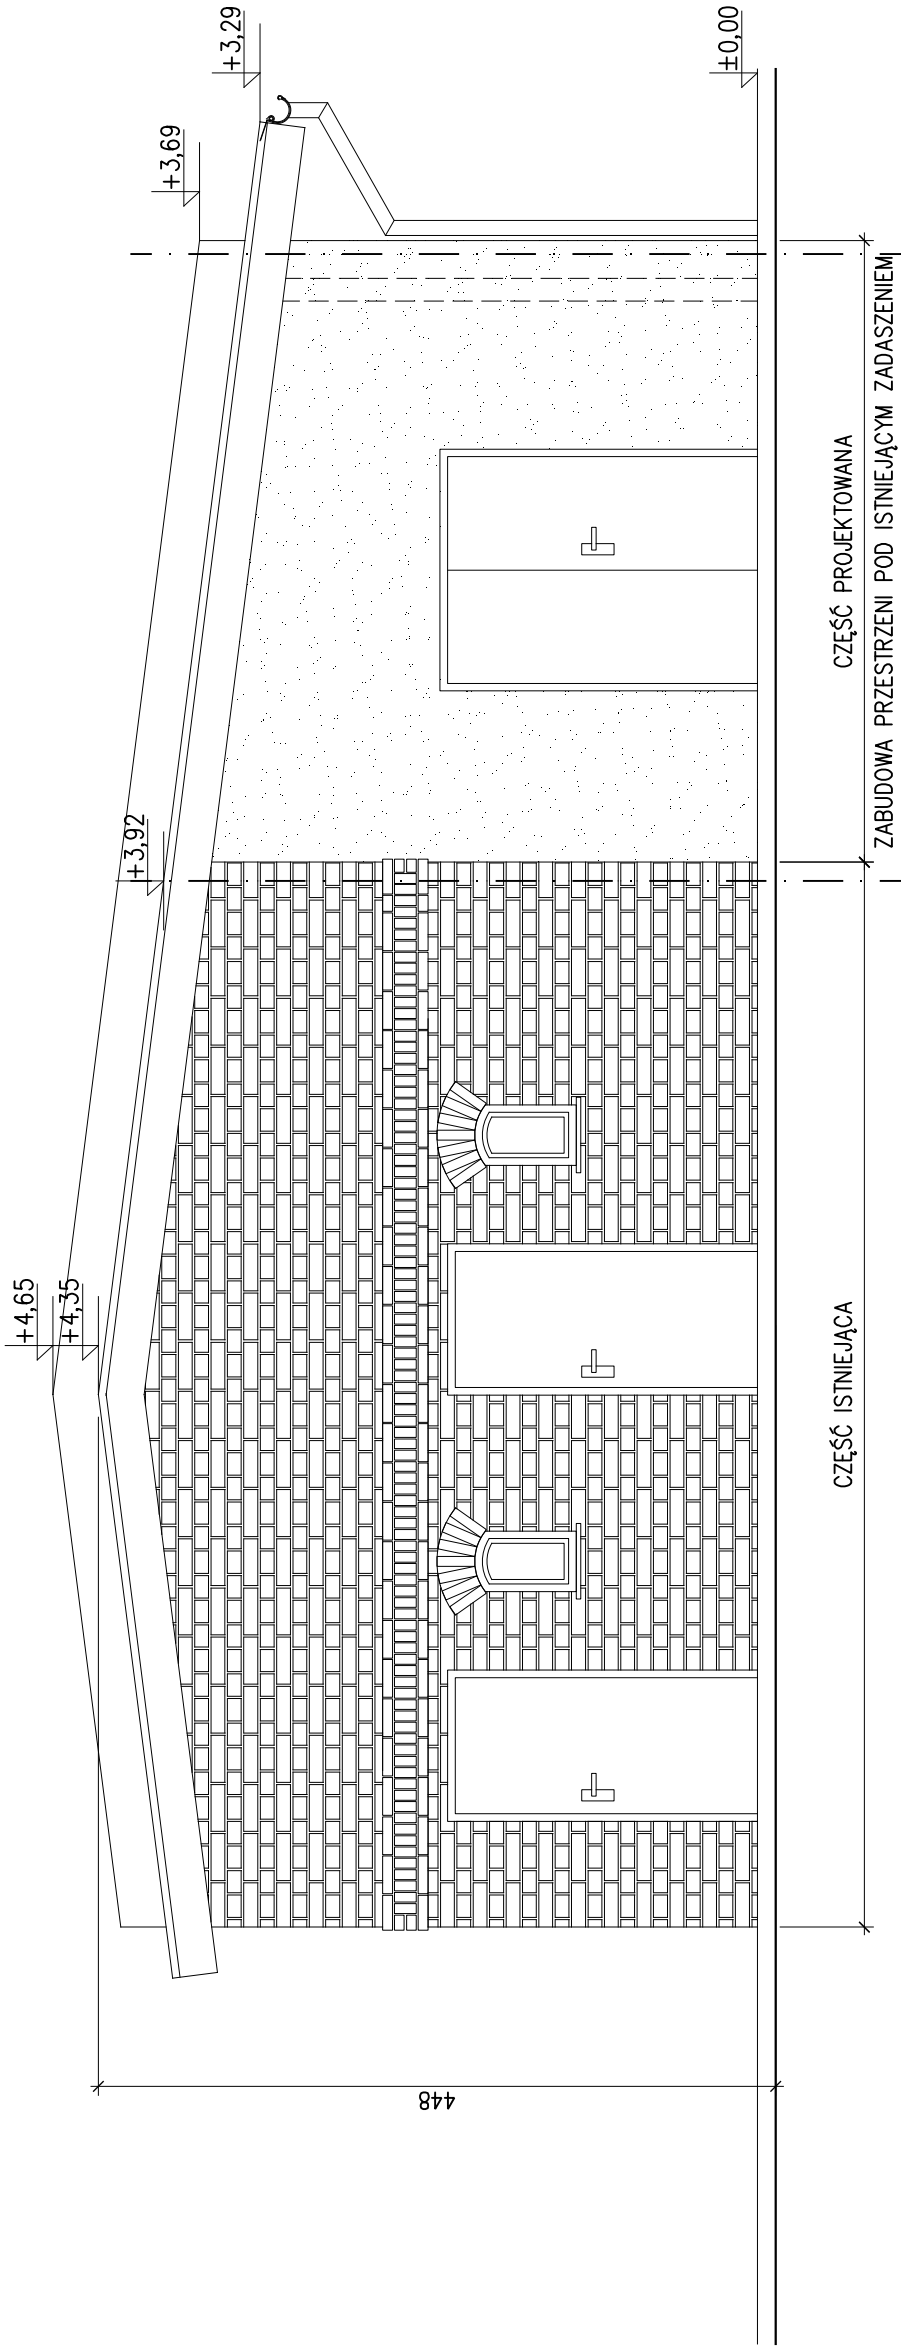 +4,65
+4,35
+3,92
+3,69
+3,29
±0,00
448
CZĘŚĆ ISTNIEJĄCA
CZĘŚĆ PROJEKTOWANA
ZABUDOWA PRZESTRZENI POD ISTNIEJĄCYM ZADASZENIEM